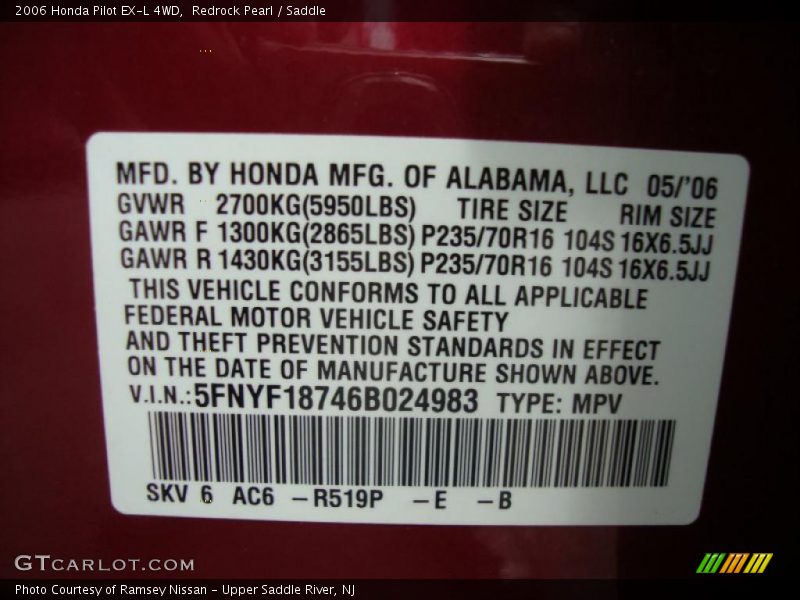 2006 Honda Pilot EX-L 4WD,  Redrock Pearl / Saddle
MFD. BY HONDA MFG. OF ALABAMA, LLC 05/'06
GVWR 2700KG(5950LBS) TIRE SIZE RIM SIZE
GAWR F 1300KG(2865LBS) P235/70R16 104S 16X6.5JJ
GAWR R 1430KG(3155LBS) P235/70R16 104S 16X6.5JJ
THIS VEHICLE CONFORMS TO ALL APPLICABLE
FEDERAL MOTOR VEHICLE SAFETY
AND THEFT PREVENTION STANDARDS IN EFFECT
ON THE DATE OF MANUFACTURE SHOWN ABOVE.
V.I.N.:5FNYF18746B024983 TYPE: MPV
SKV 6 AC6 –R519P –E –B
GTCARLOT.COM
Photo Courtesy of Ramsey Nissan - Upper Saddle River, NJ